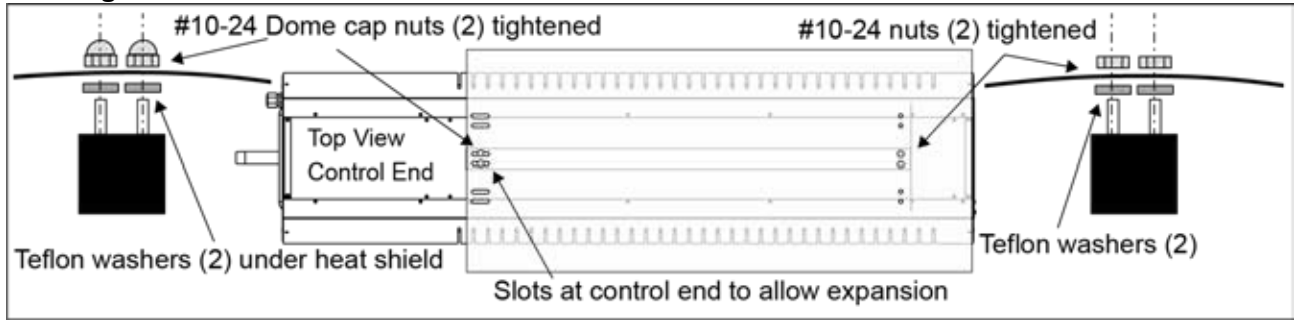 #10-24 Dome cap nuts (2) tightened
#10-24 nuts (2) tightened
Top View
Control End
Teflon washers (2) under heat shield
Teflon washers (2)
Slots at control end to allow expansion